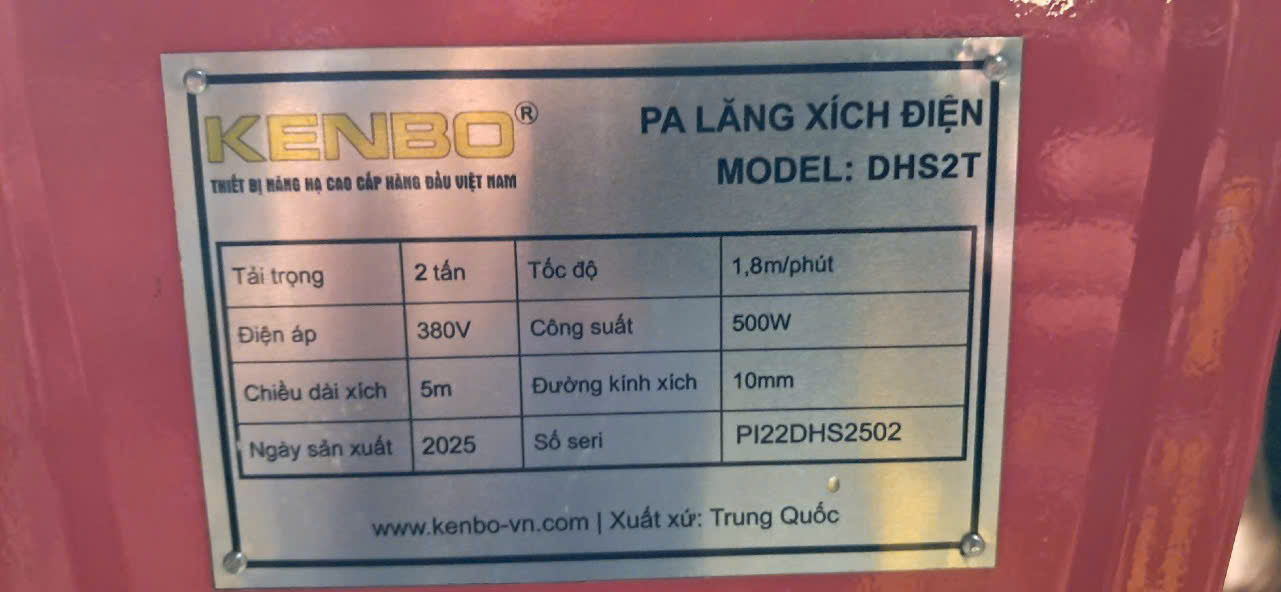 KENBO®
THIẾT BỊ NÂNG HẠ CAO CẤP HÀNG ĐẦU VIỆT NAM
PA LĂNG XÍCH ĐIỆN
MODEL: DHS2T
Tải trọng 2 tấn Tốc độ 1,8m/phút
Điện áp 380V Công suất 500W
Chiều dài xích 5m Đường kính xích 10mm
Ngày sản xuất 2025 Số seri PI22DHS2502
www.kenbo-vn.com | Xuất xứ: Trung Quốc